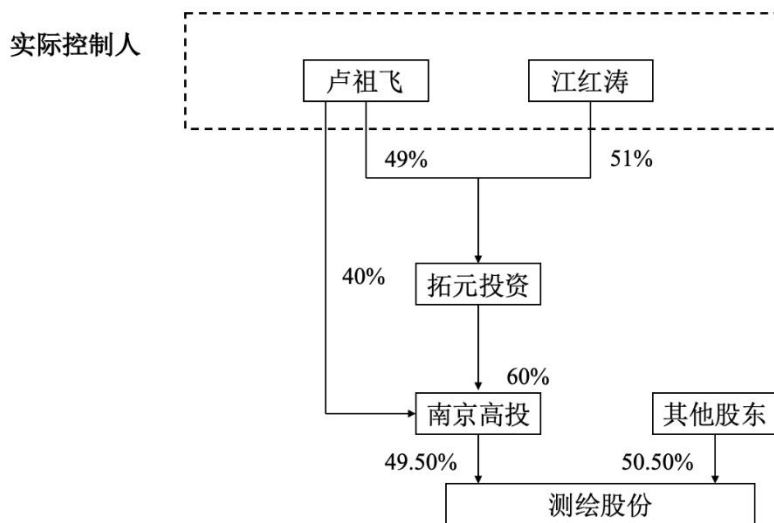 实际控制人
卢祖飞
江红涛
49%
51%
40%
拓元投资
60%
南京高投
其他股东
49.50%
50.50%
测绘股份